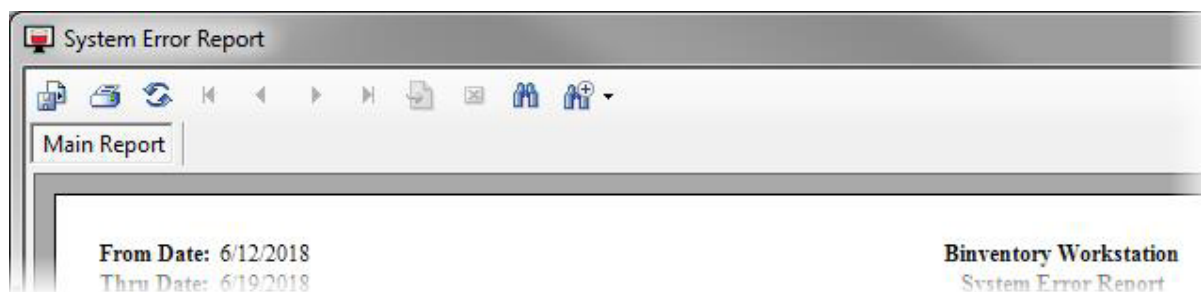 System Error Report
Main Report
From Date: 6/12/2018 Binventory Workstation
Thru Date: 6/19/2018 System Error Report